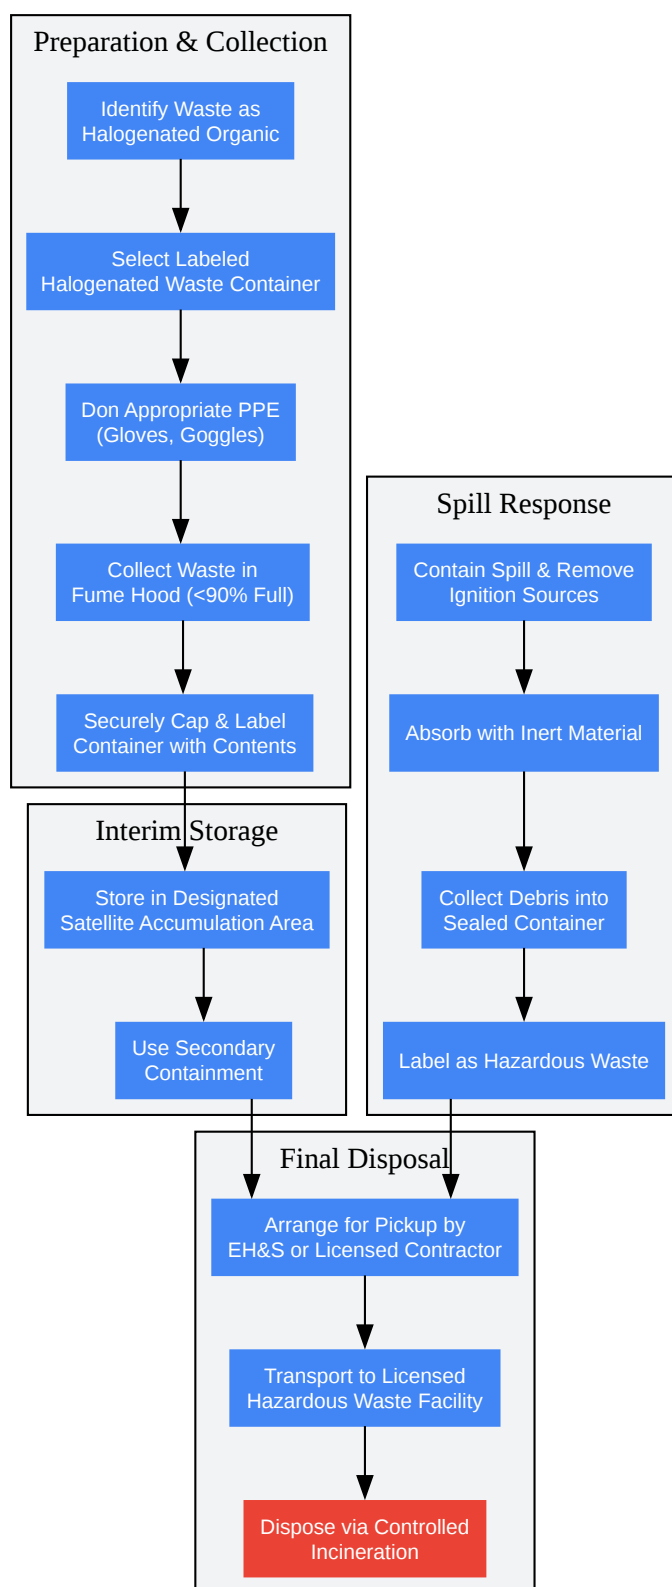 Preparation & Collection
Identify Waste as
Halogenated Organic
Select Labeled
Halogenated Waste Container
Don Appropriate PPE
(Gloves, Goggles)
Collect Waste in
Fume Hood (<90% Full)
Securely Cap & Label
Container with Contents
Interim Storage
Store in Designated
Satellite Accumulation Area
Use Secondary
Containment
Spill Response
Contain Spill & Remove
Ignition Sources
Absorb with Inert Material
Collect Debris into
Sealed Container
Label as Hazardous Waste
Final Disposal
Arrange for Pickup by
EH&S or Licensed Contractor
Transport to Licensed
Hazardous Waste Facility
Dispose via Controlled
Incineration